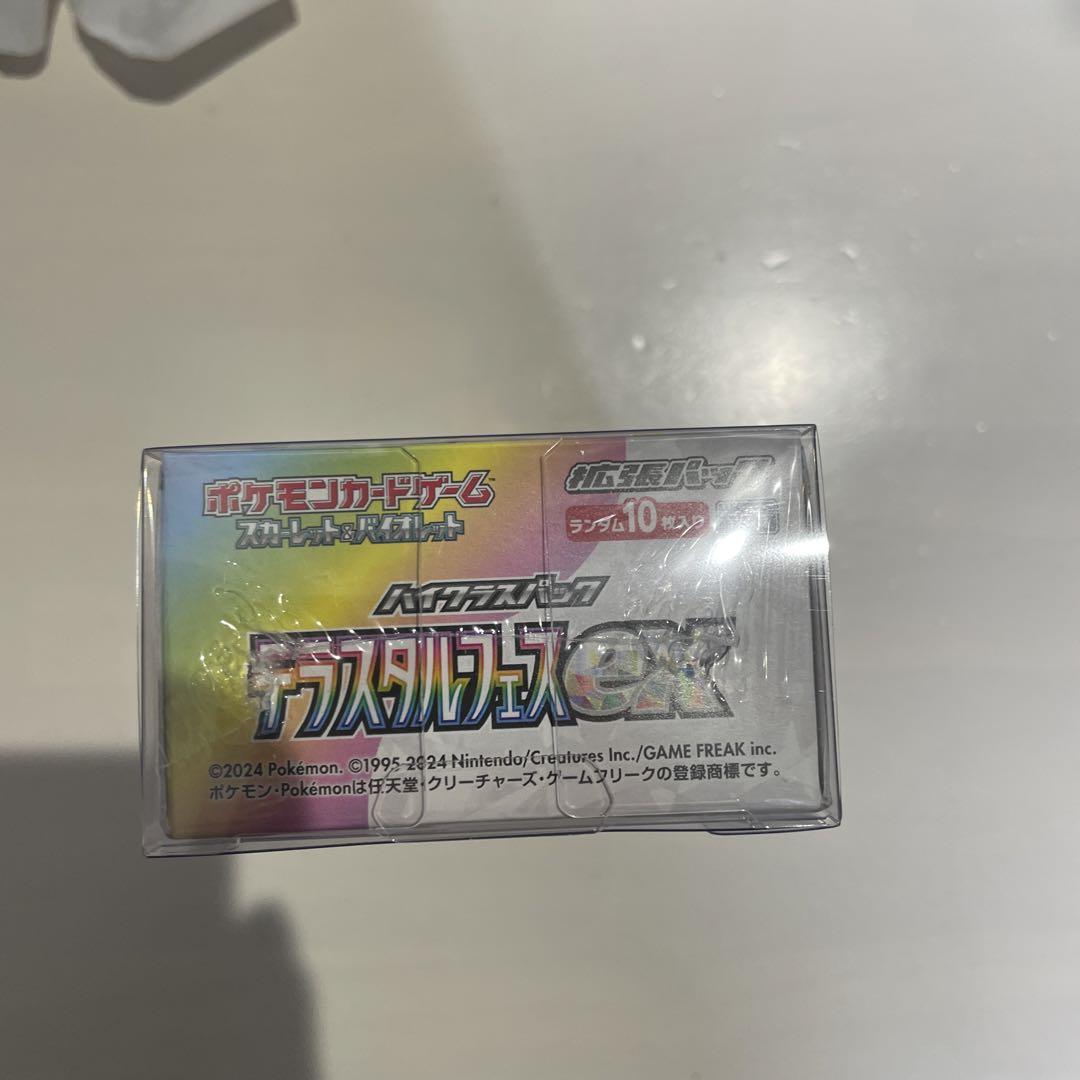 ポケモンカードゲーム™
スカーレット&バイオレット
拡張パック
ランダム10枚入り
ハイクラスパック
テラスタル・フェスex
©2024 Pokémon. ©1995-2024 Nintendo/Creatures Inc./GAME FREAK inc.
ポケモン・Pokémonは任天堂・クリーチャーズ・ゲームフリークの登録商標です。